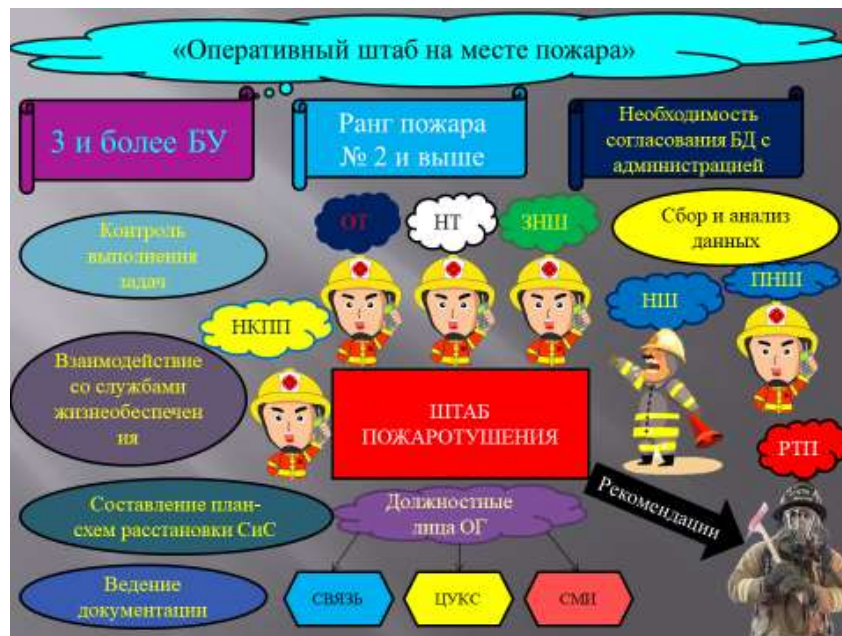 «Оперативный штаб на месте пожара»
3 и более БУ
Ранг пожара
№ 2 и выше
Необходимость
согласования БД с
администрацией
Контроль
выполнения
задач
ОТ
НТ
ЗНШ
Сбор и анализ
данных
НКПП
НШ
ПНШ
Взаимодействие
со службами
жизнеобеспечен
ия
ШТАБ
ПОЖАРОТУШЕНИЯ
РТП
Рекомендации
Составление план-
схем расстановки СиС
Должностные
лица ОГ
Ведение
документации
СВЯЗЬ
ЦУКС
СМИ